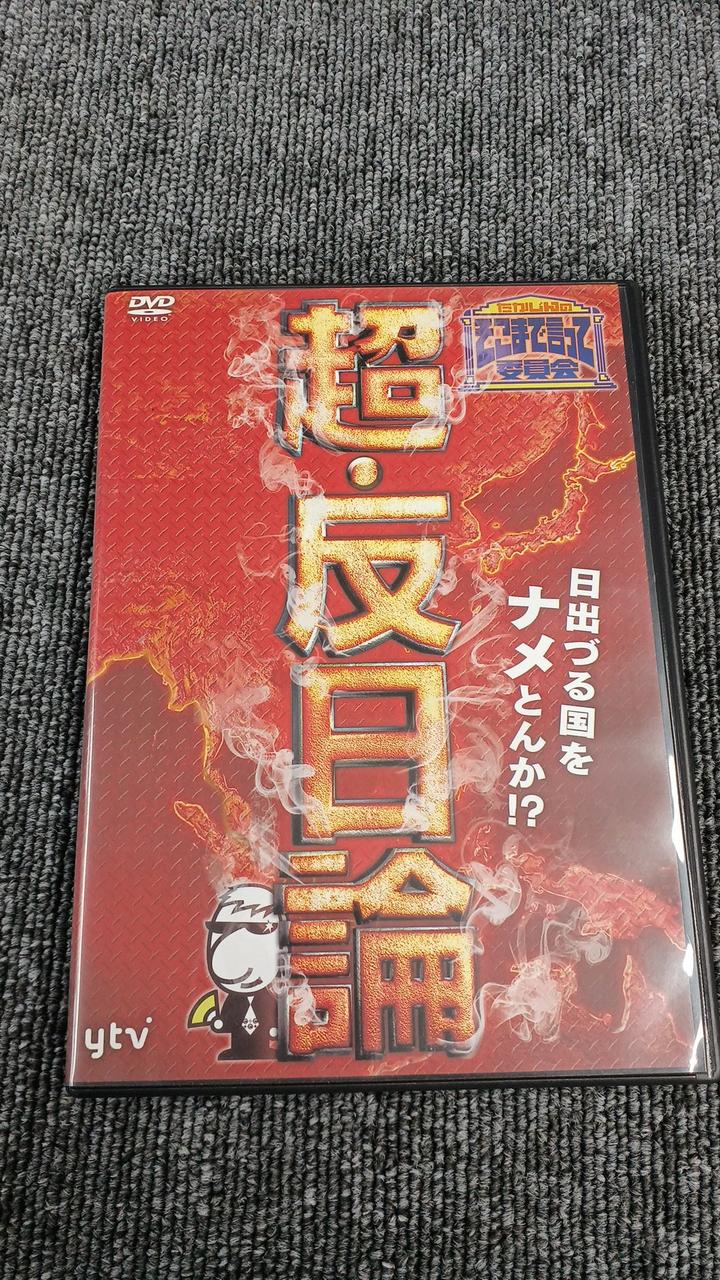 DVD
VIDEO
たかじんの
そこまで言って
委員会
超・反日論
日出づる国を
ナメとんか!?
ytv